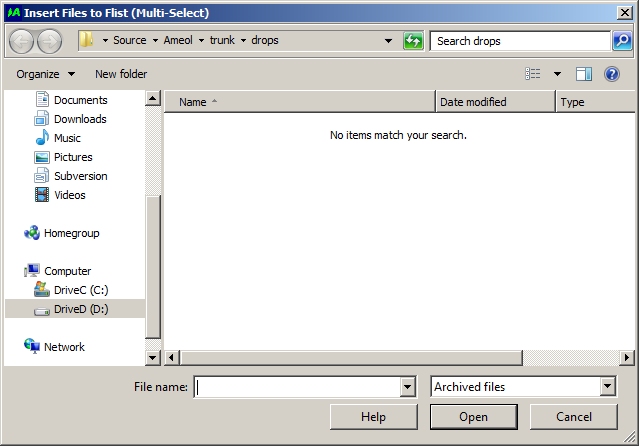 Insert Files to Flist (Multi-Select)
Source Ameol trunk drops
Search drops
Organize New folder
Documents
Downloads
Music
Pictures
Subversion
Videos
Homegroup
Computer
DriveC (C:)
DriveD (D:)
Network
Name Date modified Type
No items match your search.
File name: Archived files
Help Open Cancel